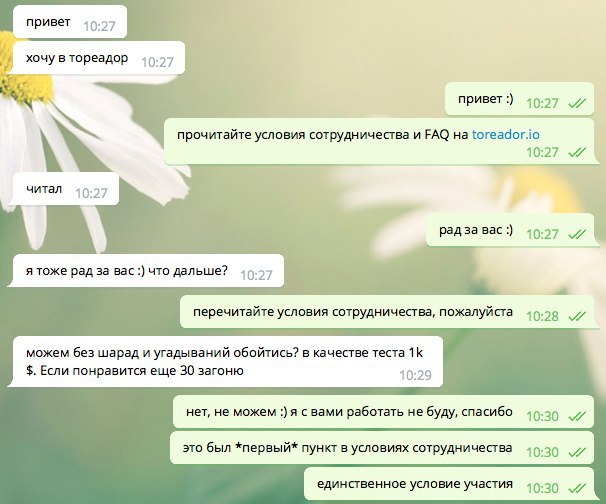 привет 10:27
хочу в тореадор 10:27
привет :) 10:27
прочитайте условия сотрудничества и FAQ на toreador.io
10:27
читал 10:27
рад за вас :) 10:27
я тоже рад за вас :) что дальше? 10:27
перечитайте условия сотрудничества, пожалуйста 10:28
можем без шарад и угадываний обойтись? в качестве теста 1k
$. Если понравится еще 30 загоню
10:29
нет, не можем :) я с вами работать не буду, спасибо 10:30
это был *первый* пункт в условиях сотрудничества 10:30
единственное условие участия 10:30